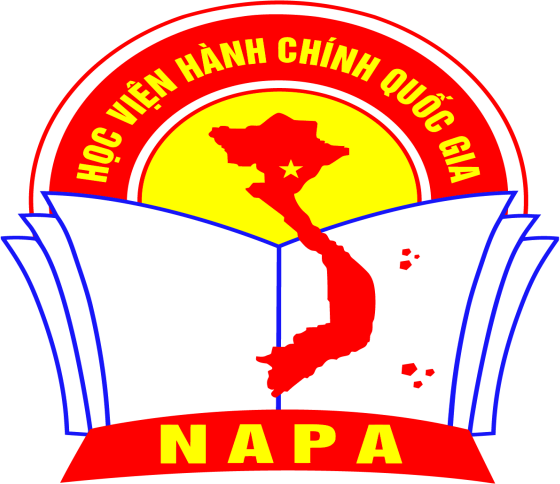 HỌC VIỆN HÀNH CHÍNH QUỐC GIA
NAPA